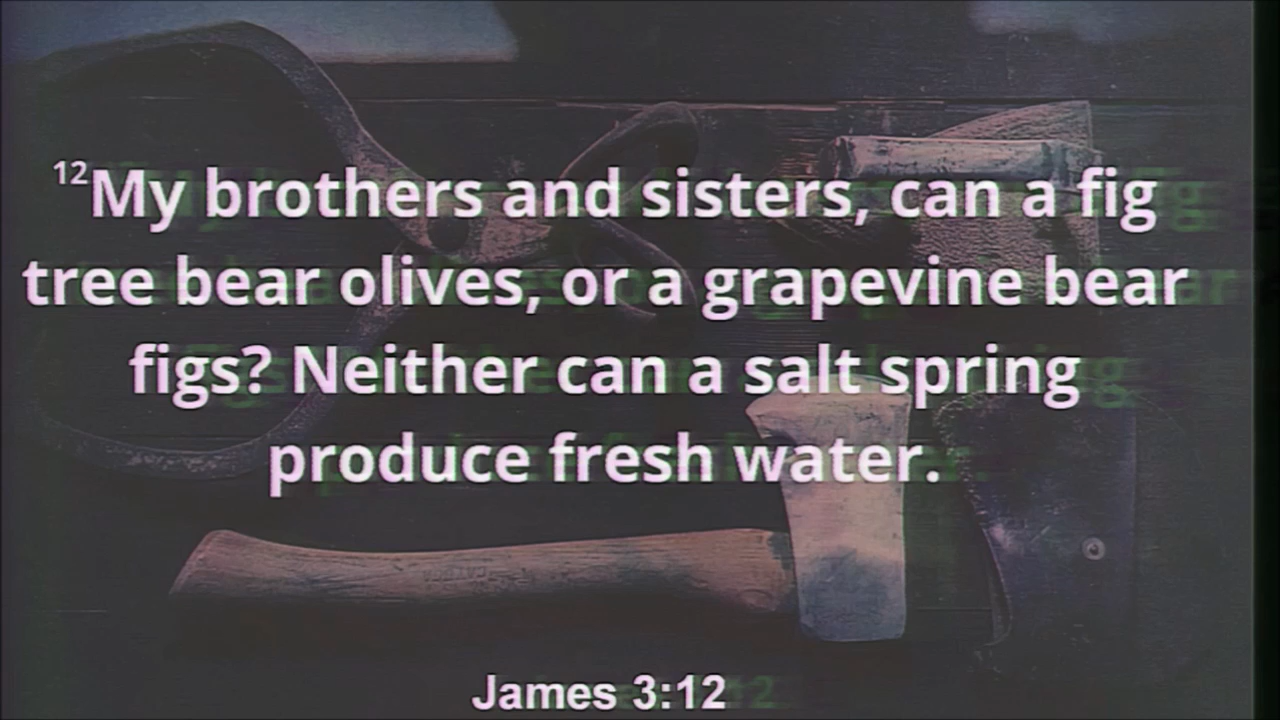 12My brothers and sisters, can a fig
tree bear olives, or a grapevine bear
figs? Neither can a salt spring
produce fresh water.
James 3:12